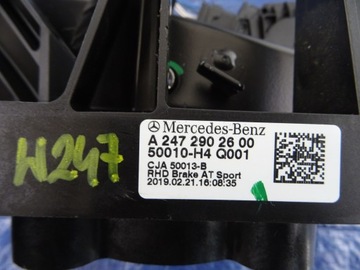 W247
Mercedes-Benz
A 247 290 26 00
50010-H4 Q001
CJA 50013-B
RHD Brake AT Sport
2019.02.21.16:08:35